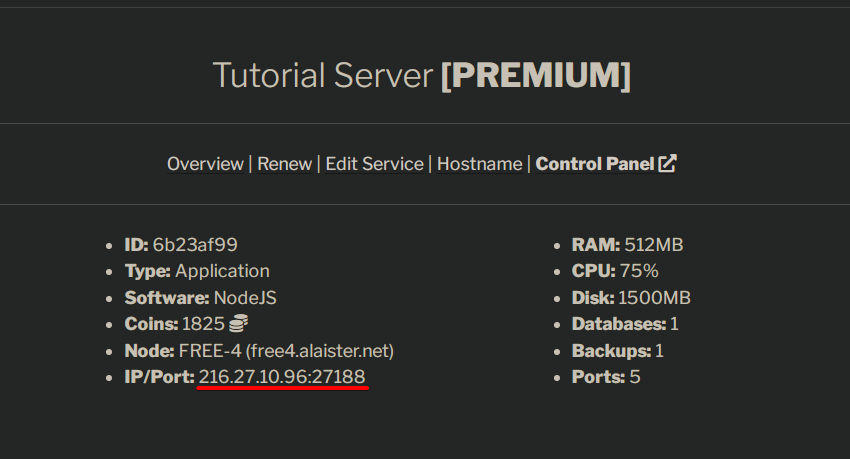 Tutorial Server [PREMIUM]
Overview | Renew | Edit Service | Hostname | Control Panel
ID: 6b23af99
Type: Application
Software: NodeJS
Coins: 1825
Node: FREE-4 (free4.alaister.net)
IP/Port: 216.27.10.96:27188
RAM: 512MB
CPU: 75%
Disk: 1500MB
Databases: 1
Backups: 1
Ports: 5